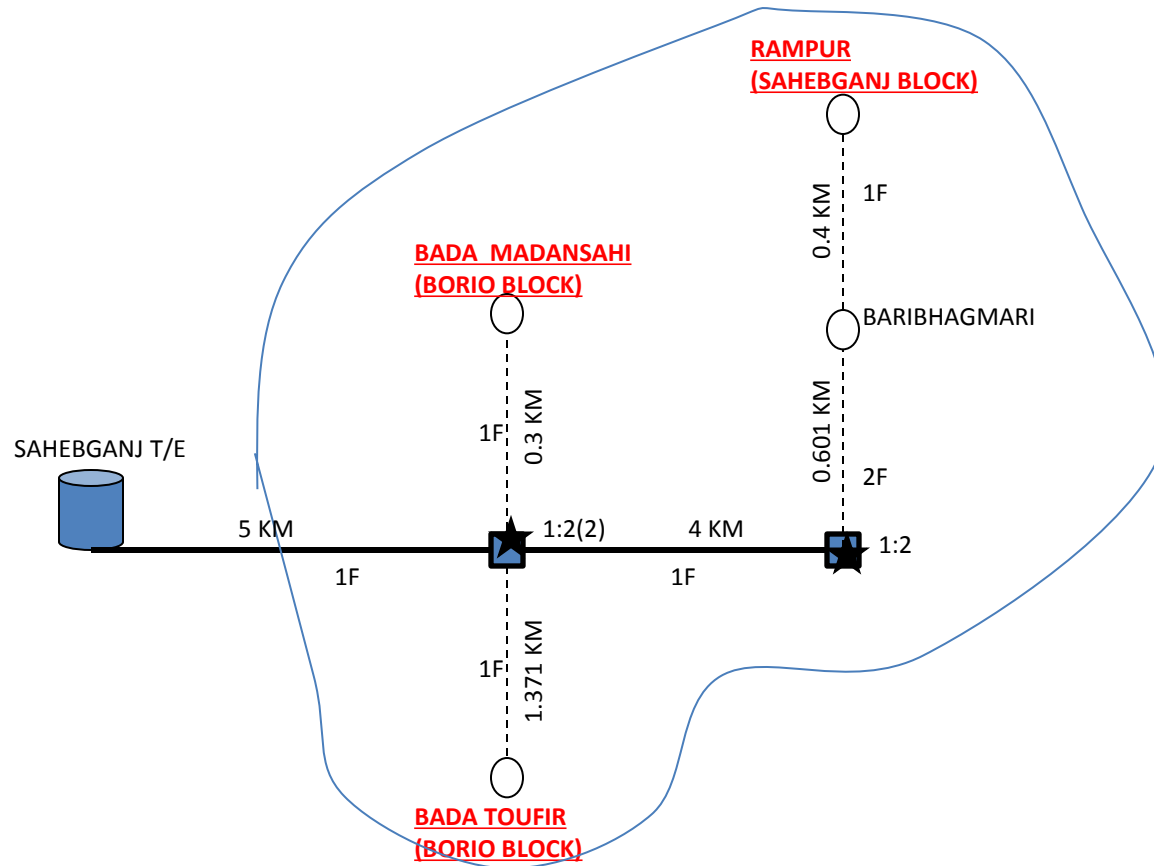 RAMPUR
(SAHEBGANJ BLOCK)
1F
0.4 KM
BADA MADANSAHI
(BORIO BLOCK)
BARIBHAGMARI
1F
0.3 KM
0.601 KM
2F
SAHEBGANJ T/E
5 KM
1:2(2)
4 KM
1:2
1F
1F
1F
1.371 KM
BADA TOUFIR
(BORIO BLOCK)